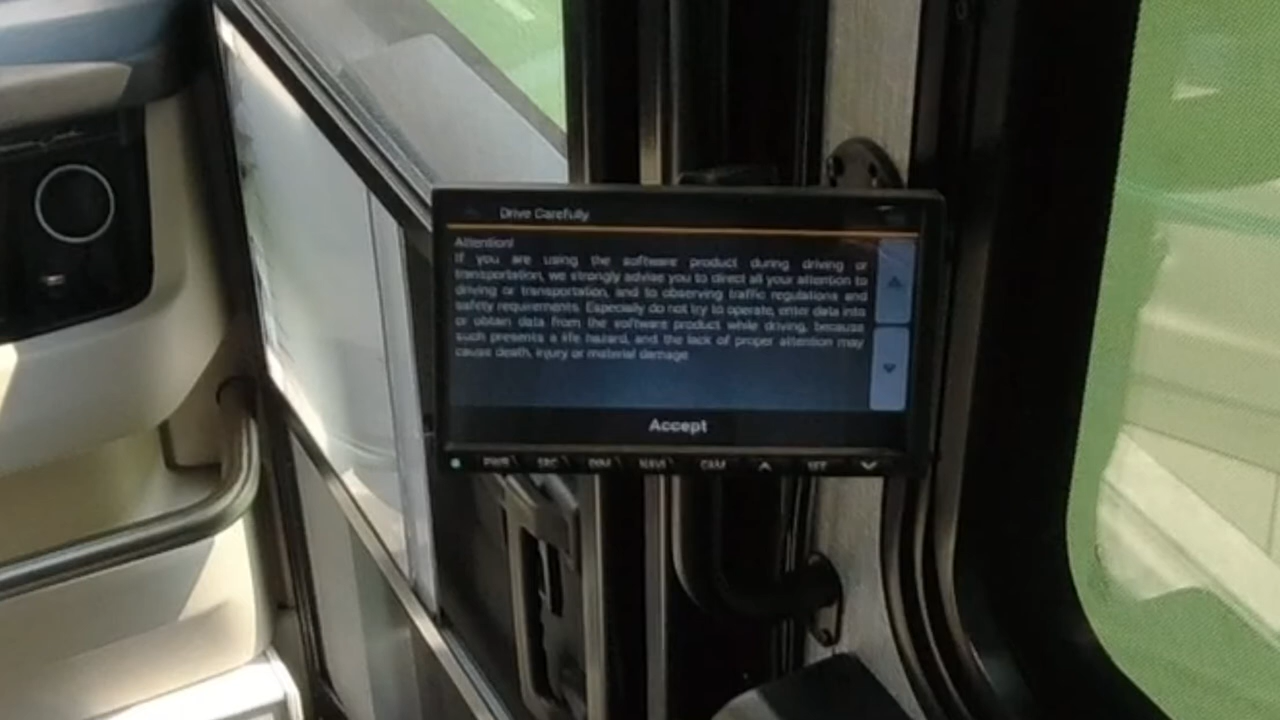 Drive Carefully
Attention!
If you are using the software product during driving or
transportation, we strongly advise you to direct all your attention to
driving or transportation, and to observing traffic regulations and
safety requirements. Especially do not try to operate, enter data into
or obtain data from the software product while driving, because
such presents a life hazard, and the lack of proper attention may
cause death, injury or material damage
Accept
PWR SRC DIM NAVI CAM SET